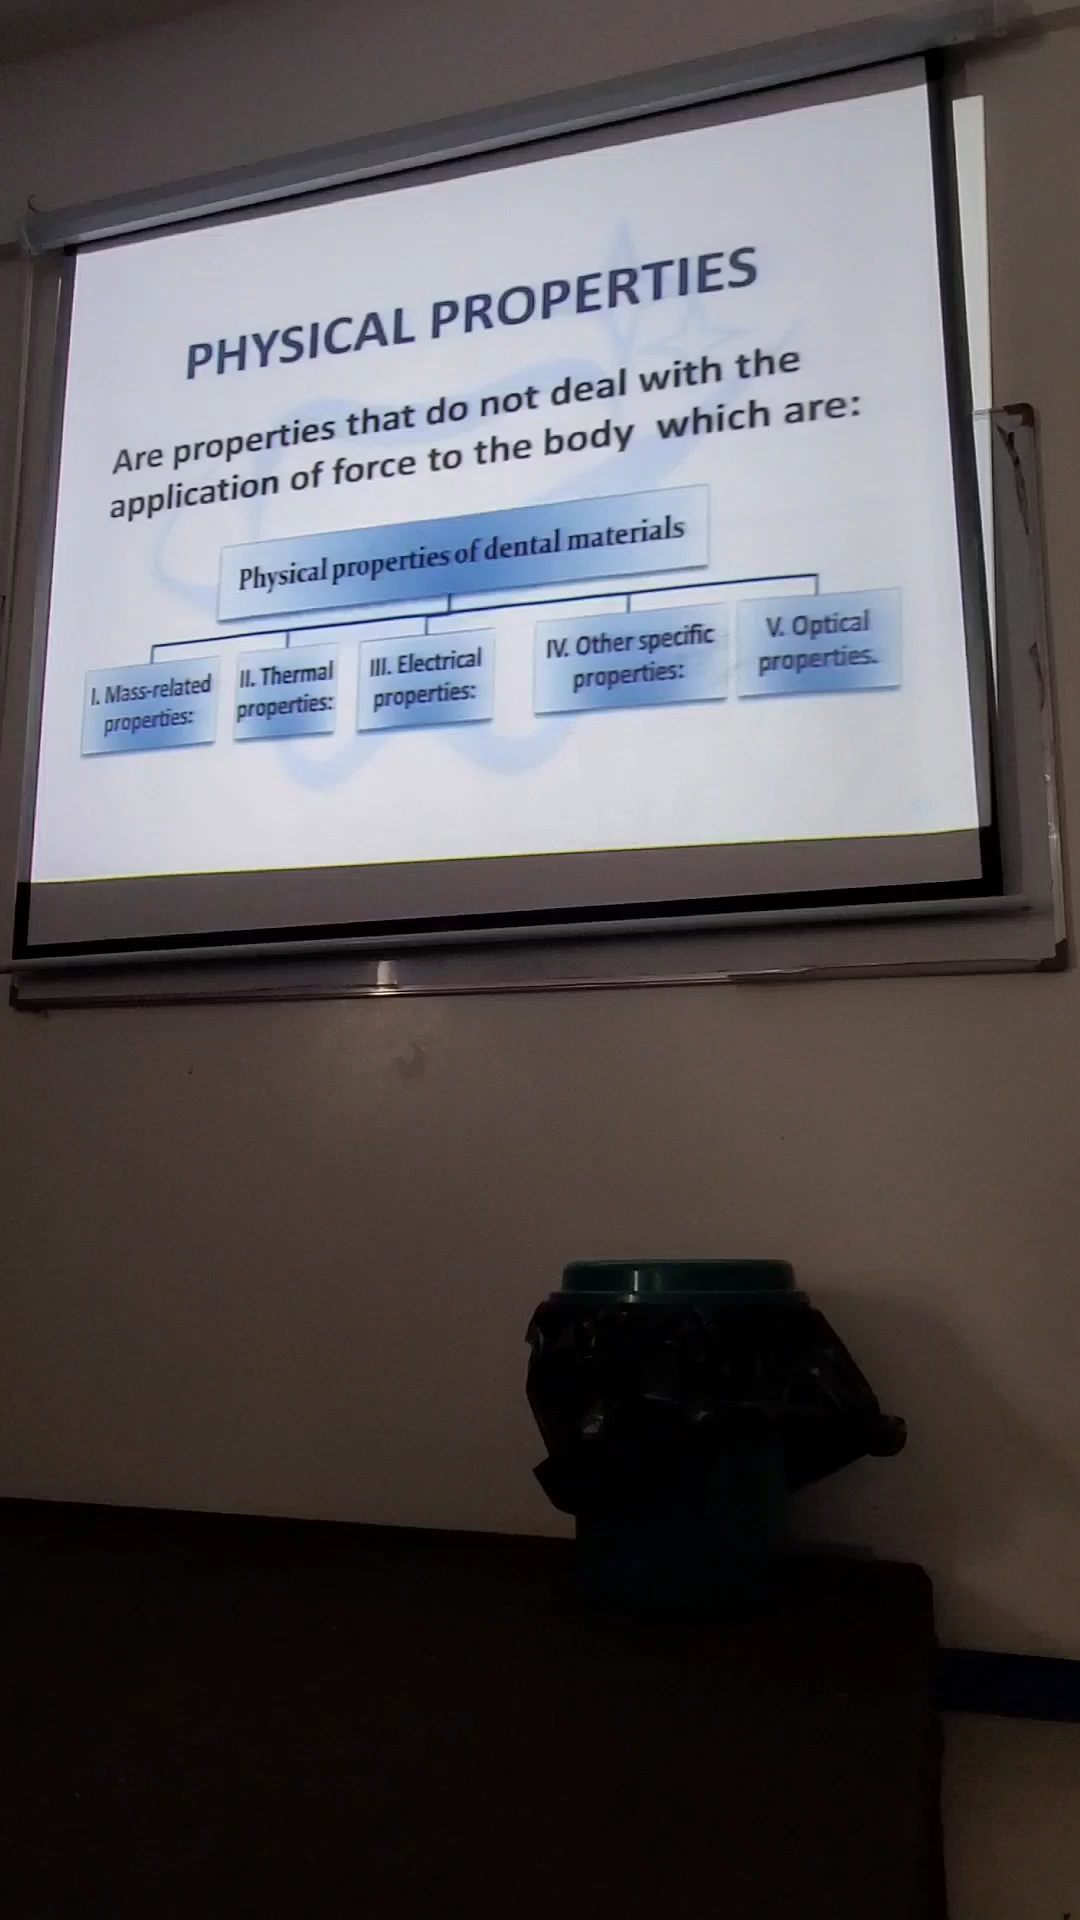 PHYSICAL PROPERTIES
Are properties that do not deal with the
application of force to the body which are:
Physical properties of dental materials
I. Mass-related
properties:
II. Thermal
properties:
III. Electrical
properties:
IV. Other specific
properties:
V. Optical
properties.